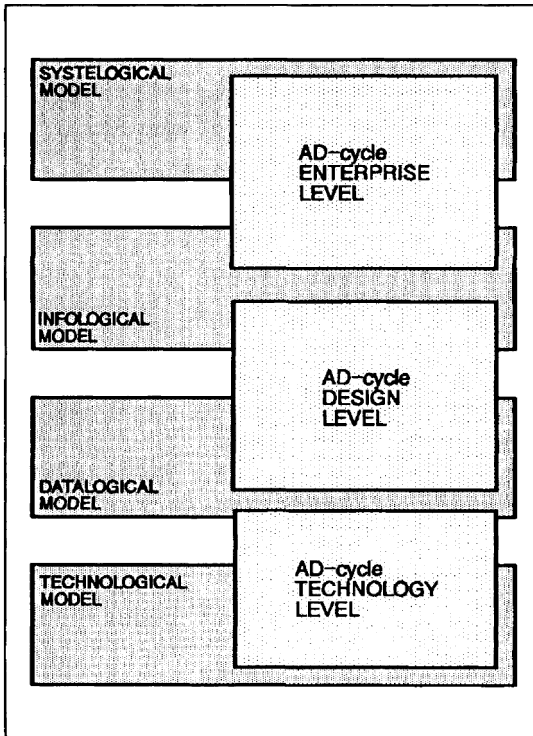 SYSTELOGICAL
MODEL
AD-cycle
ENTERPRISE
LEVEL
INFOLOGICAL
MODEL
AD-cycle
DESIGN
LEVEL
DATALOGICAL
MODEL
TECHNOLOGICAL
MODEL
AD-cycle
TECHNOLOGY
LEVEL